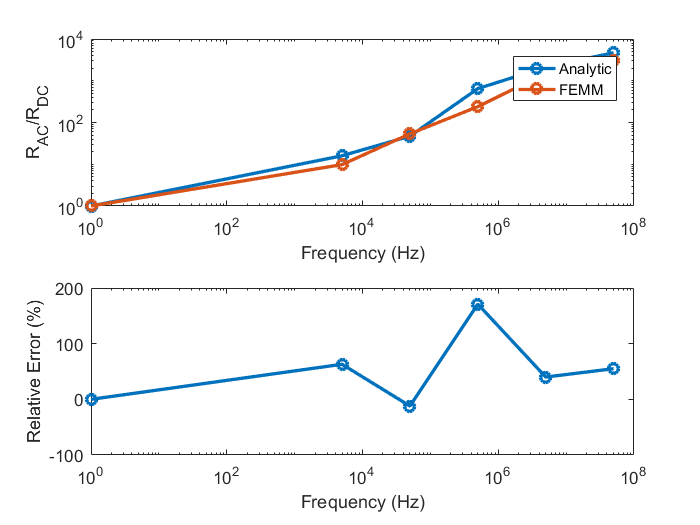 10^4
10^2
10^0
R_AC/R_DC
Analytic
FEMM
10^0 10^2 10^4 10^6 10^8
Frequency (Hz)
200
100
0
-100
Relative Error (%)
10^0 10^2 10^4 10^6 10^8
Frequency (Hz)